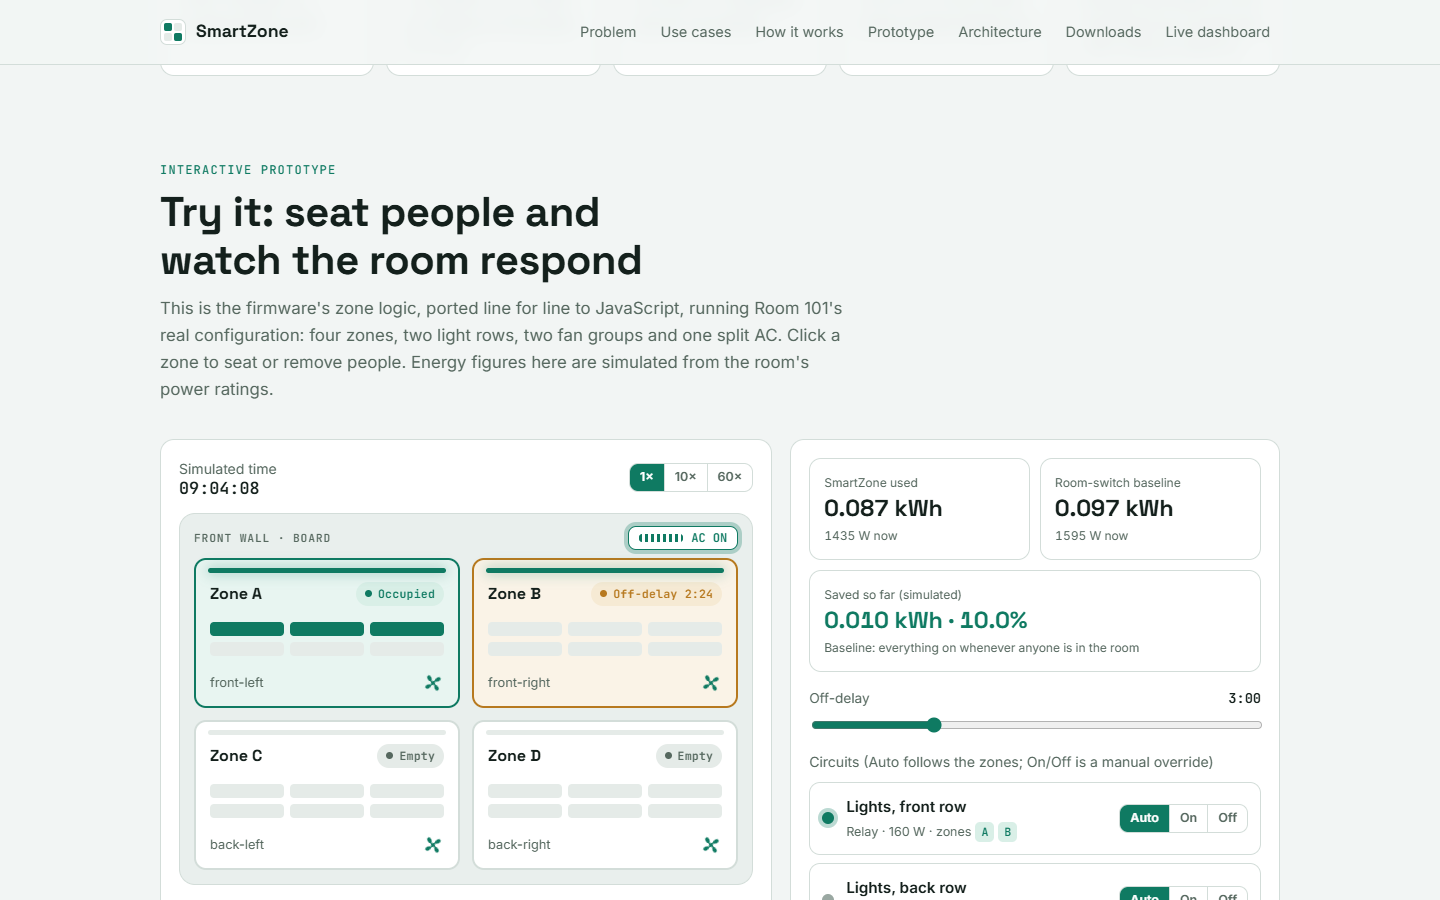 SmartZone
Problem
Use cases
How it works
Prototype
Architecture
Downloads
Live dashboard
INTERACTIVE PROTOTYPE
Try it: seat people and
watch the room respond
This is the firmware's zone logic, ported line for line to JavaScript, running Room 101's
real configuration: four zones, two light rows, two fan groups and one split AC. Click a
zone to seat or remove people. Energy figures here are simulated from the room's
power ratings.
Simulated time
09:04:08
1×
10×
60×
FRONT WALL · BOARD
AC ON
Zone A
Occupied
front-left
Zone B
Off-delay 2:24
front-right
Zone C
Empty
back-left
Zone D
Empty
back-right
SmartZone used
0.087 kWh
1435 W now
Room-switch baseline
0.097 kWh
1595 W now
Saved so far (simulated)
0.010 kWh · 10.0%
Baseline: everything on whenever anyone is in the room
Off-delay
3:00
Circuits (Auto follows the zones; On/Off is a manual override)
Lights, front row
Relay · 160 W · zones A B
Auto
On
Off
Lights, back row
Auto
On
Off